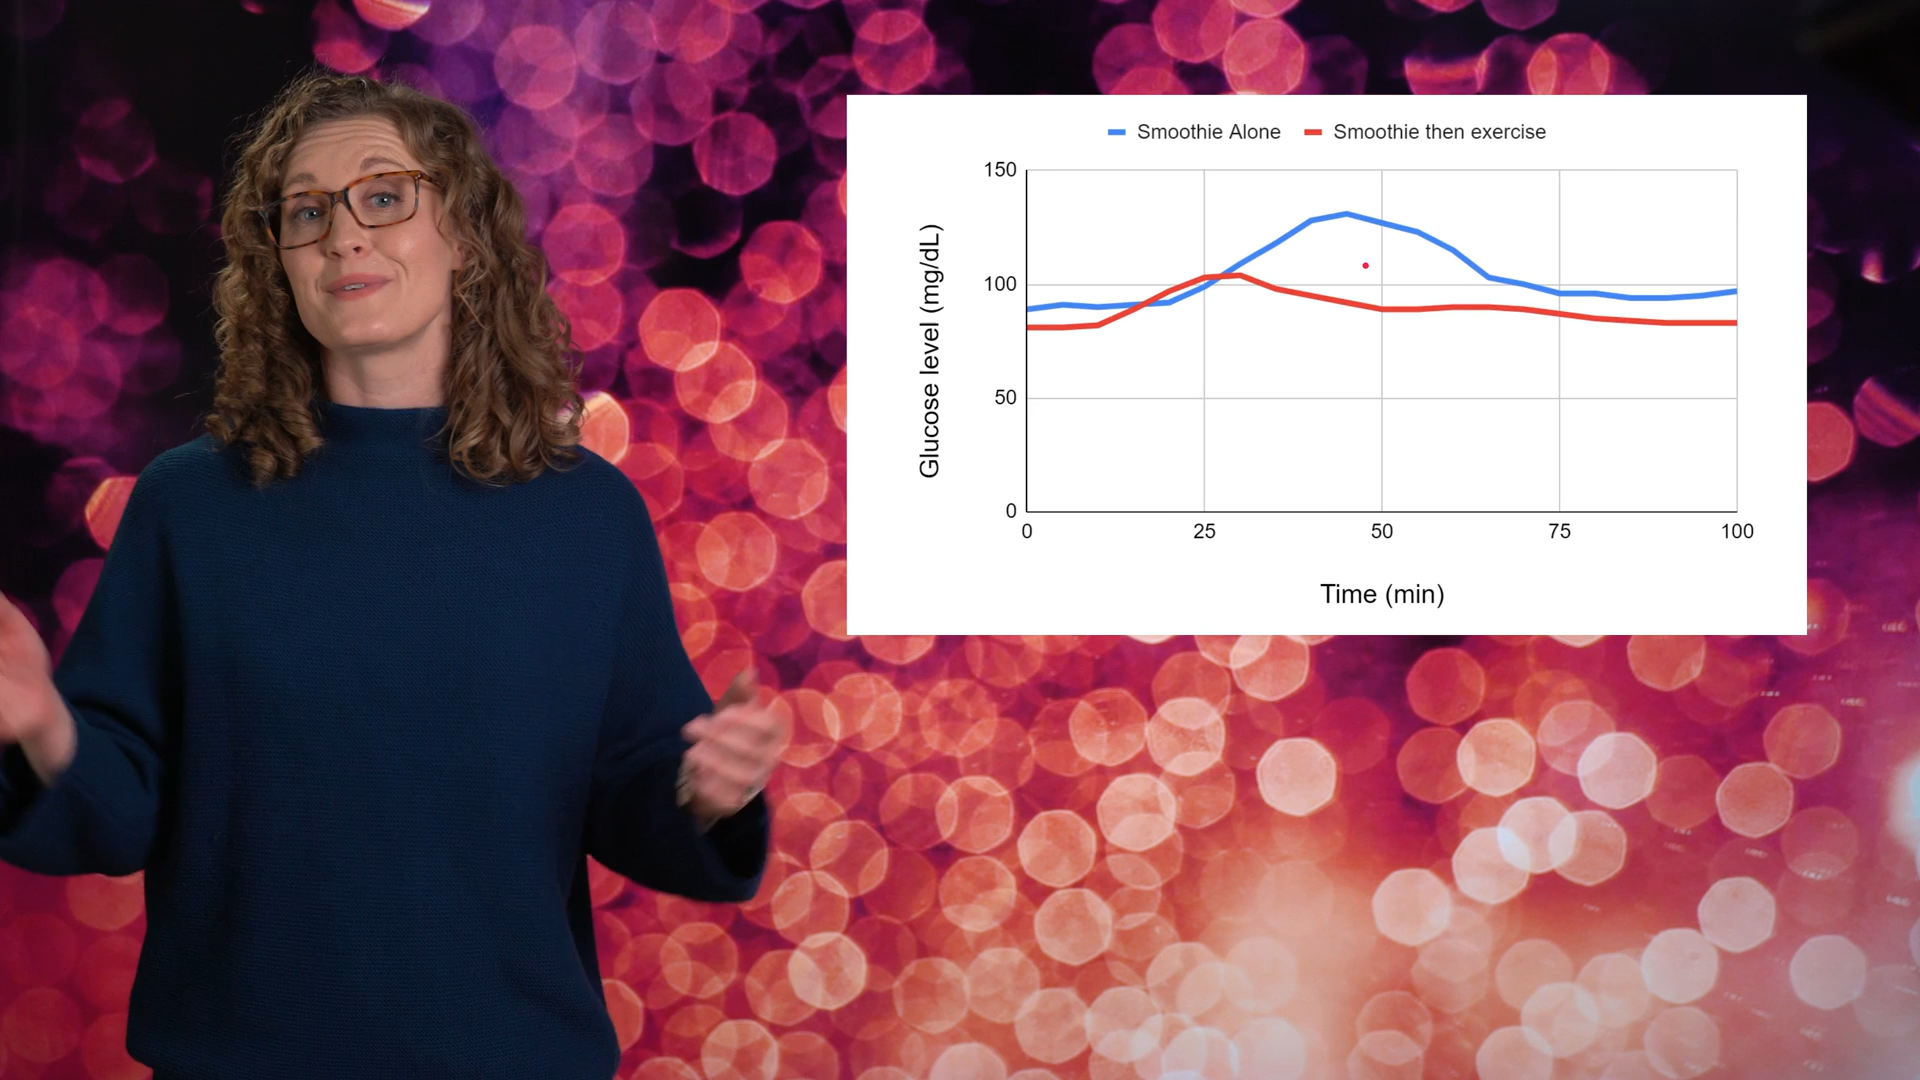 Smoothie Alone Smoothie then exercise
150
100
50
0
0 25 50 75 100
Glucose level (mg/dL)
Time (min)